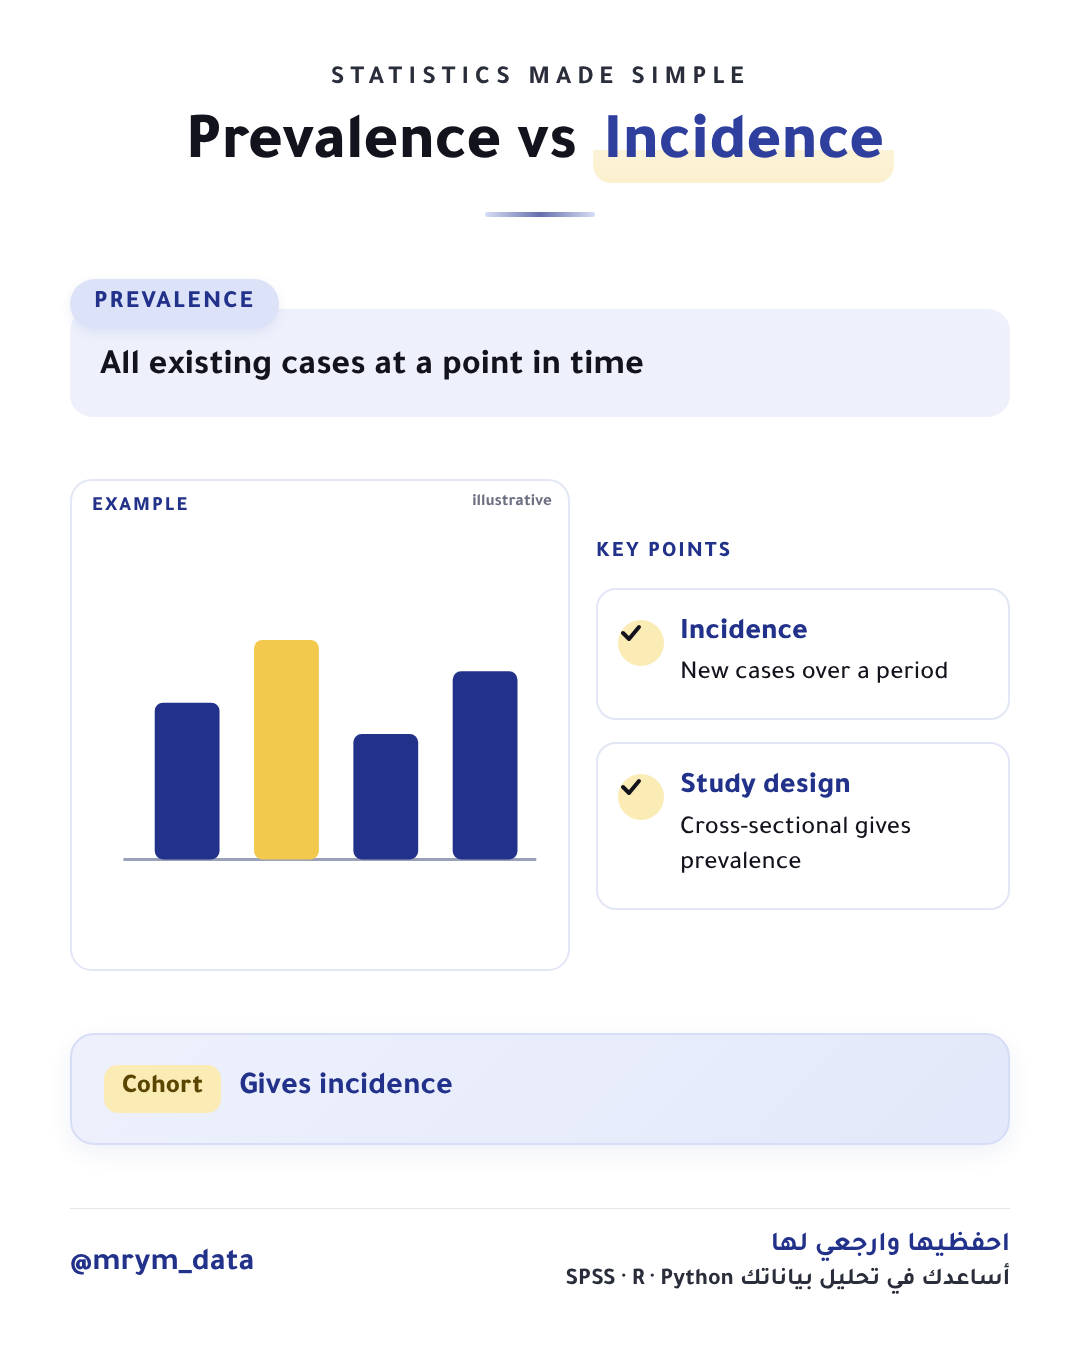 STATISTICS MADE SIMPLE
Prevalence vs Incidence
PREVALENCE
All existing cases at a point in time
EXAMPLE
illustrative
KEY POINTS
Incidence
New cases over a period
Study design
Cross-sectional gives
prevalence
Cohort Gives incidence
@mrym_data
احفظيها وارجعي لها
أساعدك في تحليل بياناتك SPSS · R · Python